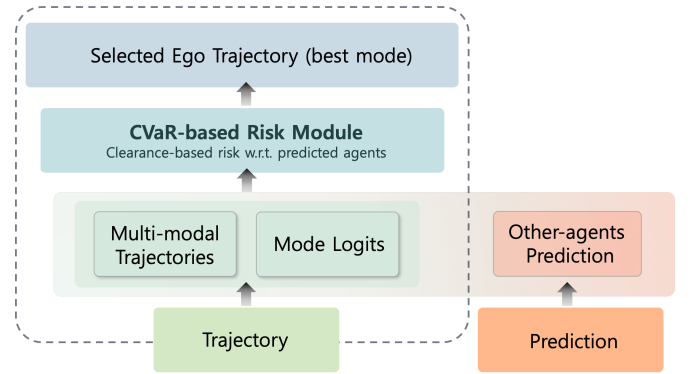 Selected Ego Trajectory (best mode)
CVaR-based Risk Module
Clearance-based risk w.r.t. predicted agents
Multi-modal
Trajectories
Mode Logits
Other-agents
Prediction
Trajectory
Prediction